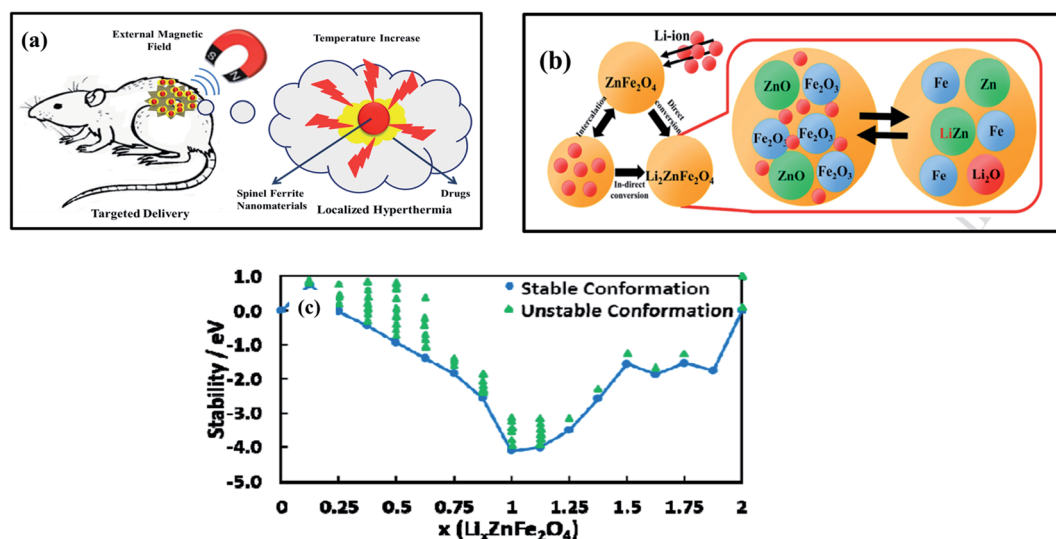 (a)
External Magnetic
Field
S
N
Temperature Increase
Spinel Ferrite
Nanomaterials
Drugs
Targeted Delivery
Localized Hyperthermia
(b)
Li-ion
ZnFe₂O₄
Intercalation
Direct
conversion
In-direct
conversion
Li₂ZnFe₂O₄
ZnO
Fe₂O₃
Fe₂O₃
Fe₂O₃
ZnO
Fe₂O₃
Fe
Zn
LiZn
Fe
Fe
Li₂O
(c)
Stable Conformation
Unstable Conformation
Stability / eV
0.0
-1.0
-2.0
-3.0
-4.0
-5.0
0
0.25
0.5
0.75
1
1.25
1.5
1.75
2
x (LiₓZnFe₂O₄)